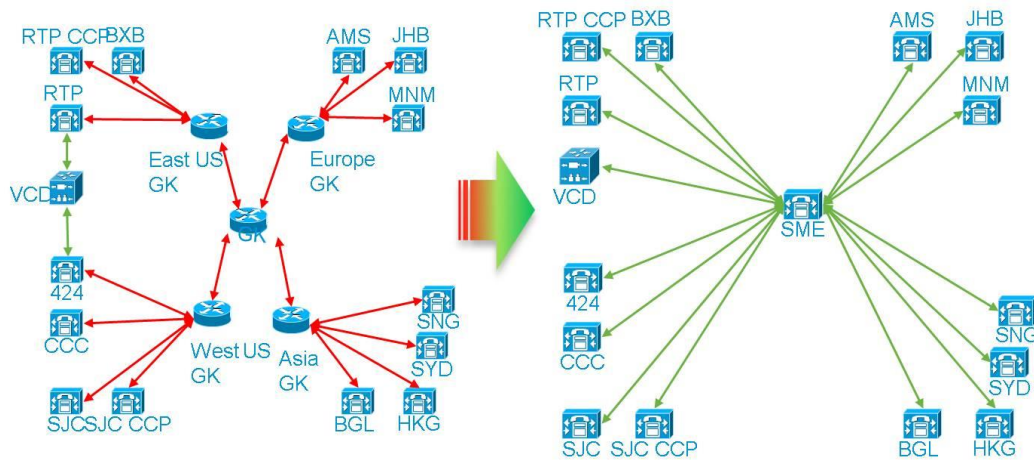 RTP CCP
BXB
AMS
JHB
RTP
MNM
East US
GK
Europe
GK
VCD
GK
424
CCC
West US
GK
Asia
GK
SNG
SYD
SJC
SJC CCP
BGL
HKG
RTP CCP
BXB
AMS
JHB
RTP
MNM
VCD
SME
424
CCC
SNG
SYD
SJC
SJC CCP
BGL
HKG